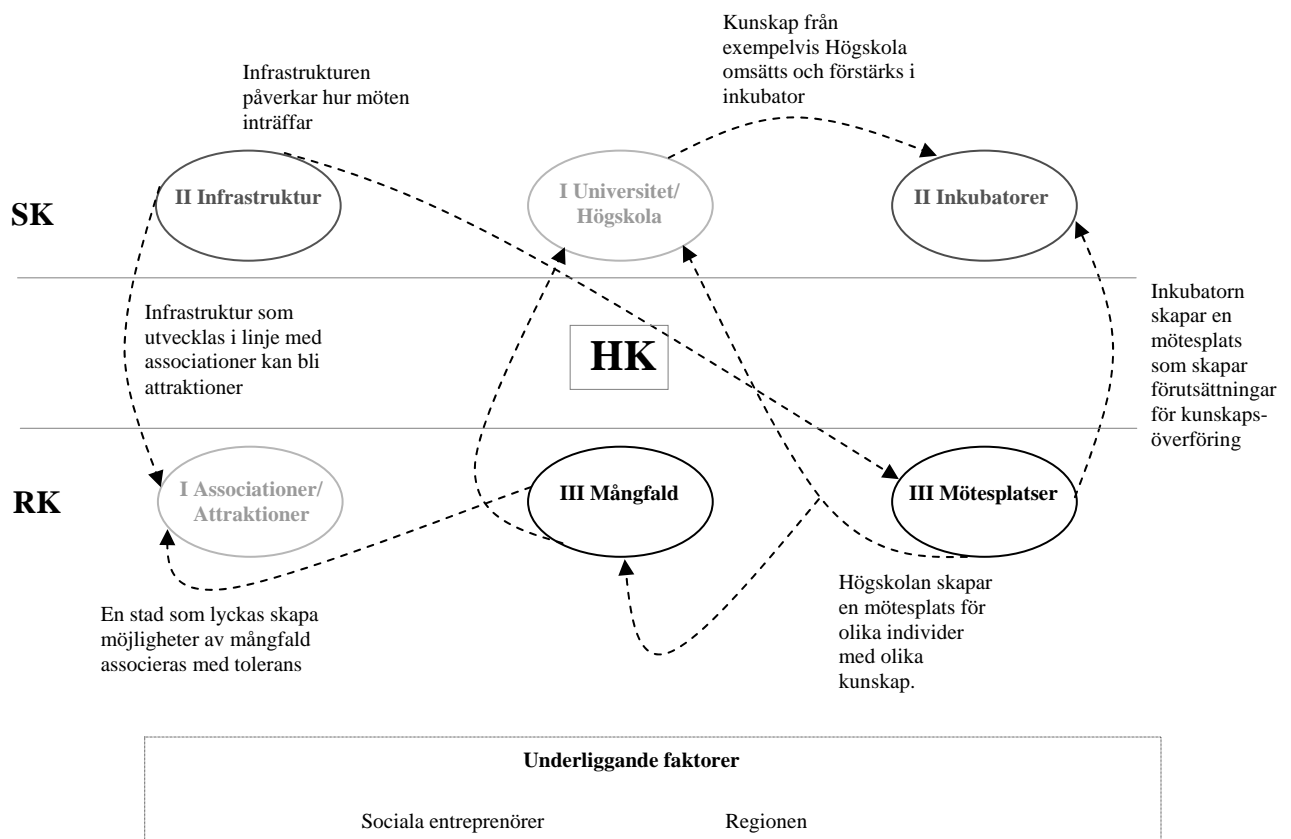 Kunskap från
exempelvis Högskola
omsätts och förstärks i
inkubator
Infrastrukturen
påverkar hur möten
inträffar
SK
II Infrastruktur
I Universitet/
Högskola
II Inkubatorer
Infrastruktur som
utvecklas i linje med
associationer kan bli
attraktioner
HK
Inkubatorn
skapar en
mötesplats
som skapar
förutsättningar
för kunskaps-
överföring
RK
I Associationer/
Attraktioner
III Mångfald
III Mötesplatser
En stad som lyckas skapa
möjligheter av mångfald
associeras med tolerans
Högskolan skapar
en mötesplats för
olika individer
med olika
kunskap.
Underliggande faktorer
Sociala entreprenörer
Regionen